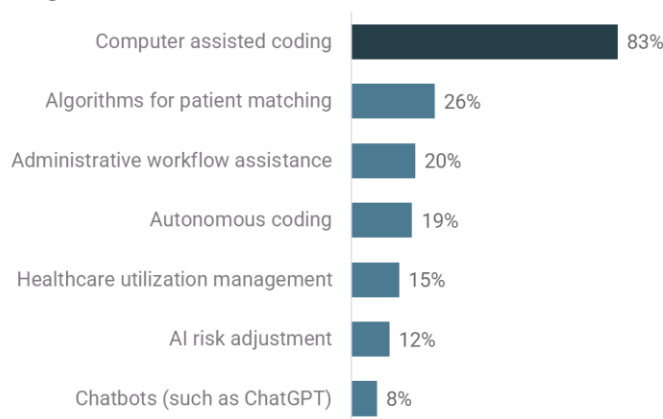 Computer assisted coding 83%
Algorithms for patient matching 26%
Administrative workflow assistance 20%
Autonomous coding 19%
Healthcare utilization management 15%
AI risk adjustment 12%
Chatbots (such as ChatGPT) 8%